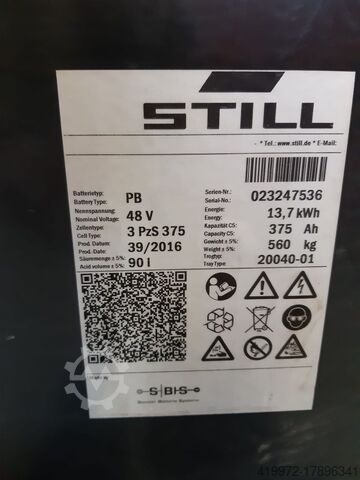 STILL
* Tel.: www.still.de * E-Mail:
Batterietyp: PB
Battery Type:
Nennspannung: 48 V
Nominal Voltage:
Zellentype: 3 PzS 375
Cell Type:
Prod. Datum: 39/2016
Prod. Date:
Säuremenge ± 5%: 90 l
Acid volume ± 5%:
Serien-Nr.: 023247536
Serial-No.:
Energie: 13,7 kWh
Energy:
Kapazität C5: 375 Ah
Capacity C5:
Gewicht ± 5%: 560 kg
Weight ± 5%:
Trogtyp: 20040-01
Tray Type:
Pb
SBS
419972-17896341